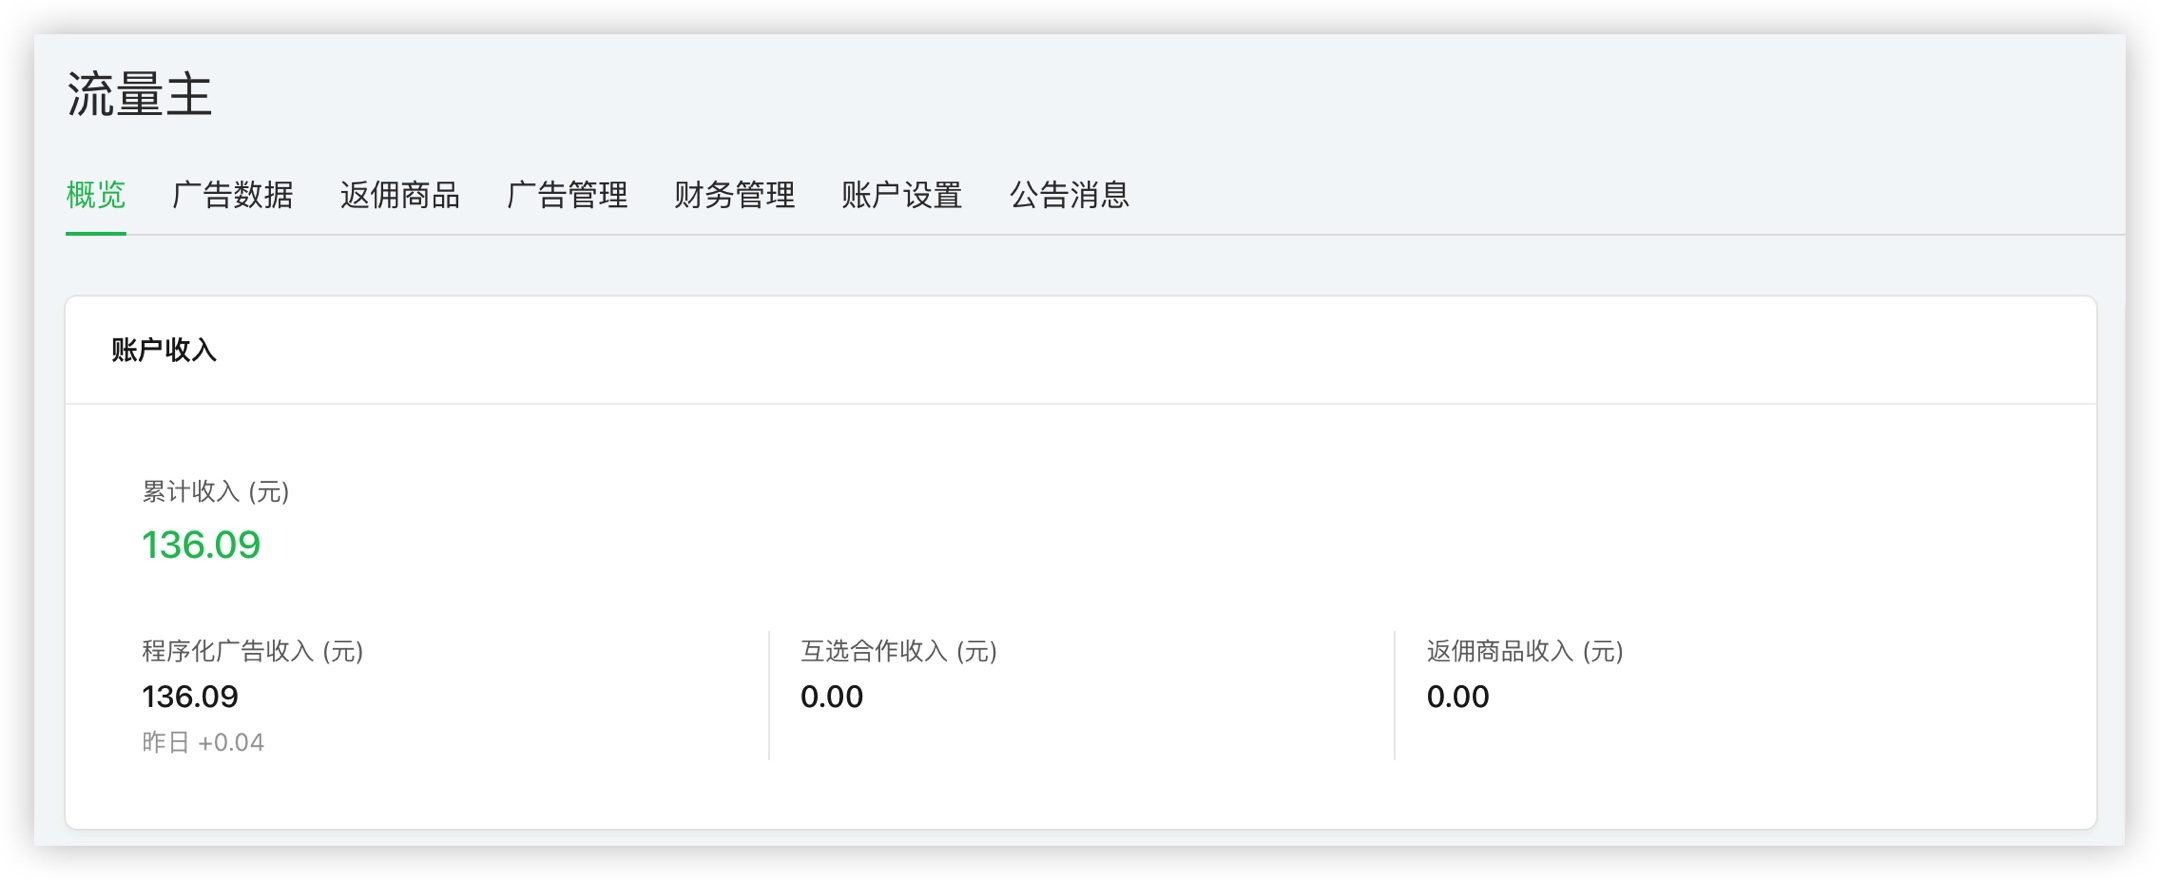 流量主
概览 广告数据 返佣商品 广告管理 财务管理 账户设置 公告消息
账户收入
累计收入 (元)
136.09
程序化广告收入 (元) 互选合作收入 (元) 返佣商品收入 (元)
136.09 0.00 0.00
昨日 +0.04